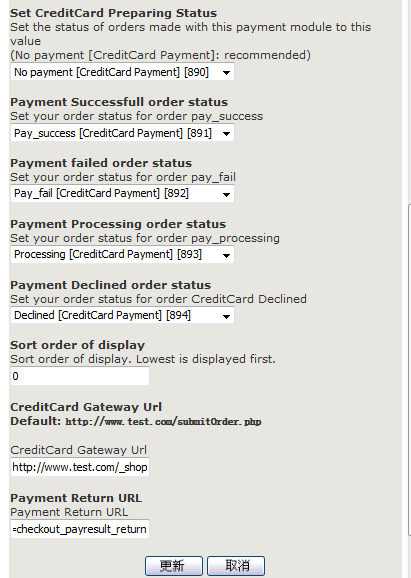 Set CreditCard Preparing Status
Set the status of orders made with this payment module to this
value
(No payment [CreditCard Payment]: recommended)
No payment [CreditCard Payment] [890]
Payment Successfull order status
Set your order status for order pay_success
Pay_success [CreditCard Payment] [891]
Payment failed order status
Set your order status for order pay_fail
Pay_fail [CreditCard Payment] [892]
Payment Processing order status
Set your order status for order pay_processing
Processing [CreditCard Payment] [893]
Payment Declined order status
Set your order status for order CreditCard Declined
Declined [CreditCard Payment] [894]
Sort order of display
Sort order of display. Lowest is displayed first.
0
CreditCard Gateway Url
Default: http://www.test.com/submitOrder.php
CreditCard Gateway Url
http://www.test.com/_shop
Payment Return URL
Payment Return URL
=checkout_payresult_return
更新 取消